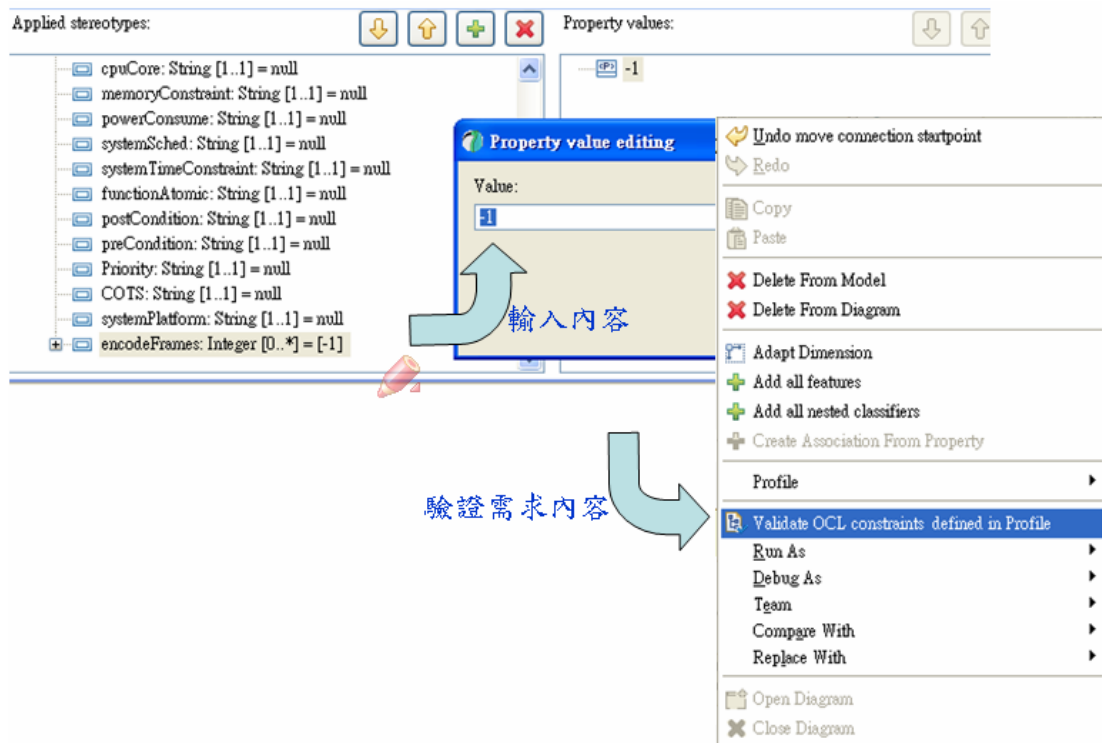 Applied stereotypes:
Property values:
cpuCore: String [1..1] = null
memoryConstraint: String [1..1] = null
powerConsume: String [1..1] = null
systemSched: String [1..1] = null
systemTimeConstraint: String [1..1] = null
functionAtomic: String [1..1] = null
postCondition: String [1..1] = null
preCondition: String [1..1] = null
Priority: String [1..1] = null
COTS: String [1..1] = null
systemPlatform: String [1..1] = null
encodeFrames: Integer [0..*] = [-1]
<P> -1
Property value editing
Value:
-1
輸入內容
驗證需求內容
Undo move connection startpoint
Redo
Copy
Paste
Delete From Model
Delete From Diagram
Adapt Dimension
Add all features
Add all nested classifiers
Create Association From Property
Profile
Validate OCL constraints defined in Profile
Run As
Debug As
Team
Compare With
Replace With
Open Diagram
Close Diagram